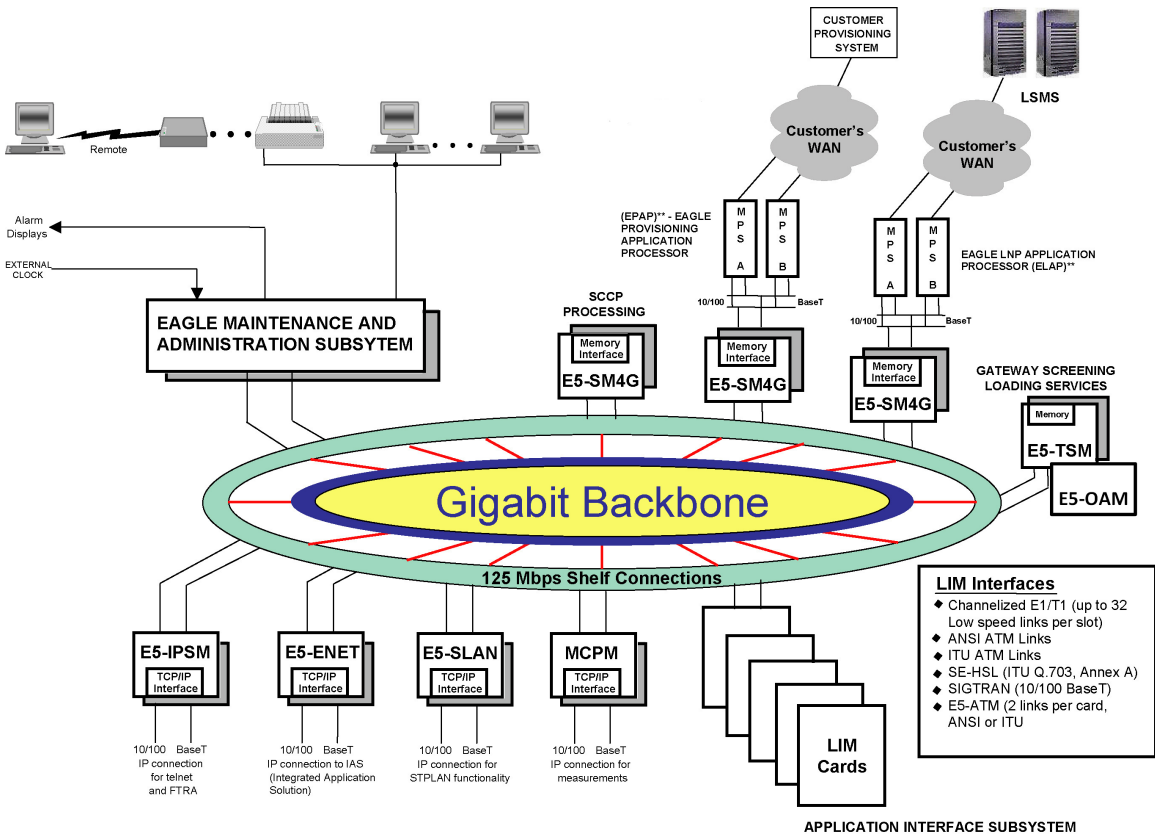 CUSTOMER
PROVISIONING
SYSTEM
LSMS
Remote
Customer's
WAN
Customer's
WAN
Alarm
Displays
EXTERNAL
CLOCK
(EPAP)** - EAGLE
PROVISIONING
APPLICATION
PROCESSOR
M
P
S
A
M
P
S
B
M
P
S
A
M
P
S
B
EAGLE LNP APPLICATION
PROCESSOR (ELAP)**
10/100
BaseT
10/100
BaseT
EAGLE MAINTENANCE AND
ADMINISTRATION SUBSYTEM
SCCP
PROCESSING
Memory
Interface
E5-SM4G
Memory
Interface
E5-SM4G
Memory
Interface
E5-SM4G
GATEWAY SCREENING
LOADING SERVICES
Memory
E5-TSM
E5-OAM
Gigabit Backbone
125 Mbps Shelf Connections
E5-IPSM
TCP/IP
Interface
10/100 BaseT
IP connection
for telnet
and FTRA
E5-ENET
TCP/IP
Interface
10/100 BaseT
IP connection to IAS
(Integrated Application
Solution)
E5-SLAN
TCP/IP
Interface
10/100 BaseT
IP connection for
STPLAN functionality
MCPM
TCP/IP
Interface
10/100 BaseT
IP connection for
measurements
LIM
Cards
LIM Interfaces
◆ Channelized E1/T1 (up to 32
Low speed links per slot)
◆ ANSI ATM Links
◆ ITU ATM Links
◆ SE-HSL (ITU Q.703, Annex A)
◆ SIGTRAN (10/100 BaseT)
◆ E5-ATM (2 links per card,
ANSI or ITU
APPLICATION INTERFACE SUBSYSTEM